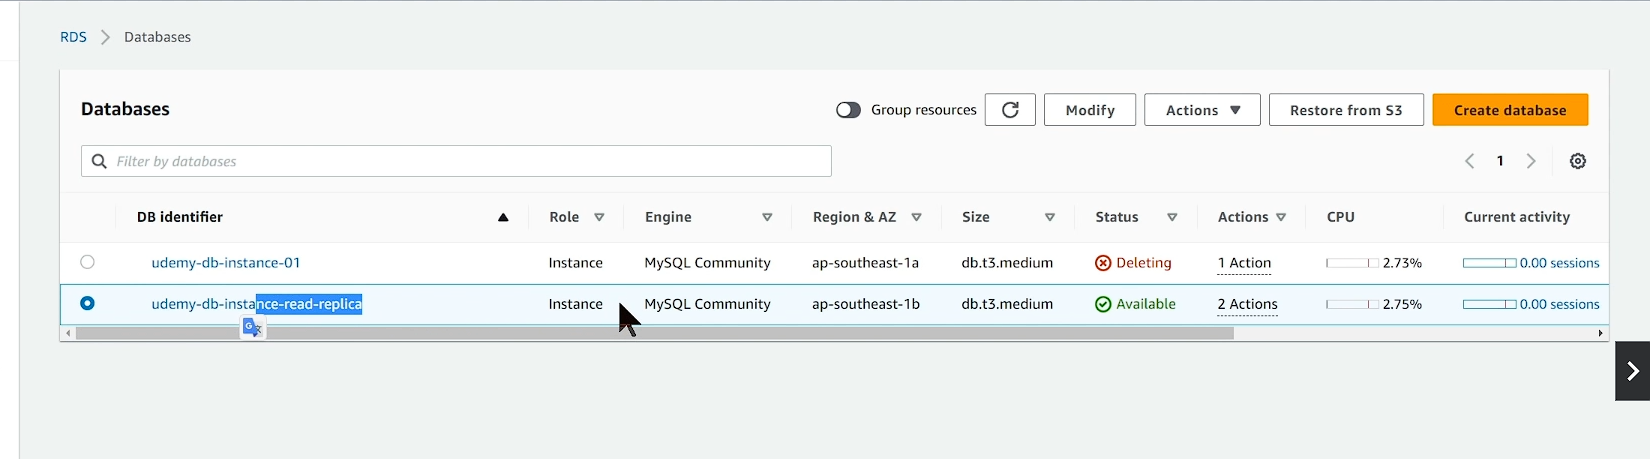 RDS > Databases
Databases Group resources Modify Actions Restore from S3 Create database
Filter by databases 1
DB identifier Role Engine Region & AZ Size Status Actions CPU Current activity
udemy-db-instance-01 Instance MySQL Community ap-southeast-1a db.t3.medium Deleting 1 Action 2.73% 0.00 sessions
udemy-db-instance-read-replica Instance MySQL Community ap-southeast-1b db.t3.medium Available 2 Actions 2.75% 0.00 sessions